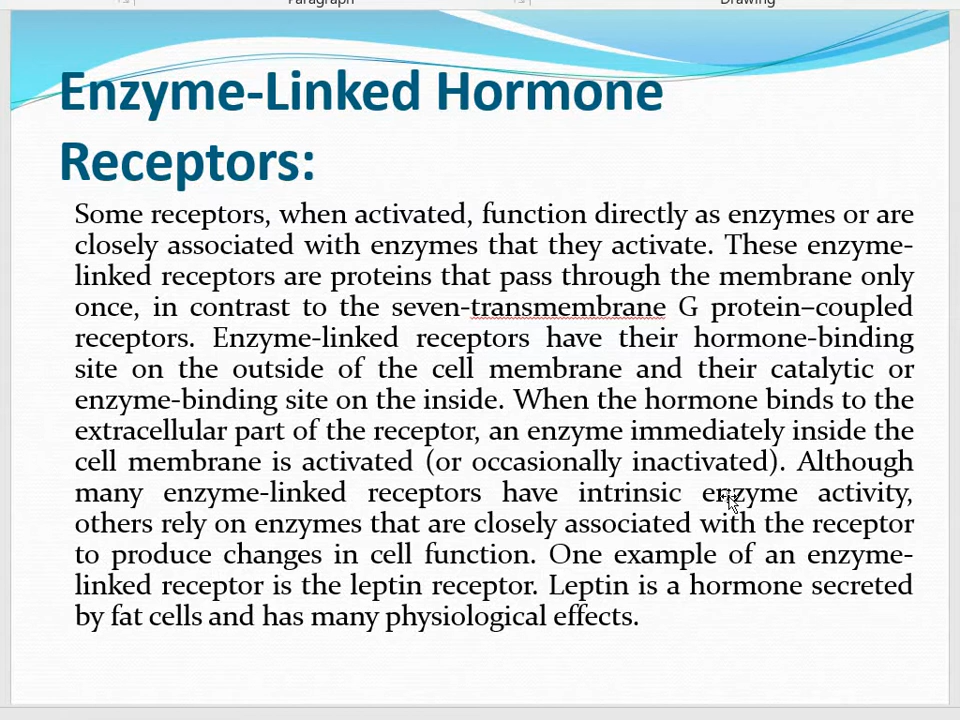 Paragraph Drawing
Enzyme-Linked Hormone
Receptors:
Some receptors, when activated, function directly as enzymes or are
closely associated with enzymes that they activate. These enzyme-
linked receptors are proteins that pass through the membrane only
once, in contrast to the seven-transmembrane G protein–coupled
receptors. Enzyme-linked receptors have their hormone-binding
site on the outside of the cell membrane and their catalytic or
enzyme-binding site on the inside. When the hormone binds to the
extracellular part of the receptor, an enzyme immediately inside the
cell membrane is activated (or occasionally inactivated). Although
many enzyme-linked receptors have intrinsic enzyme activity,
others rely on enzymes that are closely associated with the receptor
to produce changes in cell function. One example of an enzyme-
linked receptor is the leptin receptor. Leptin is a hormone secreted
by fat cells and has many physiological effects.